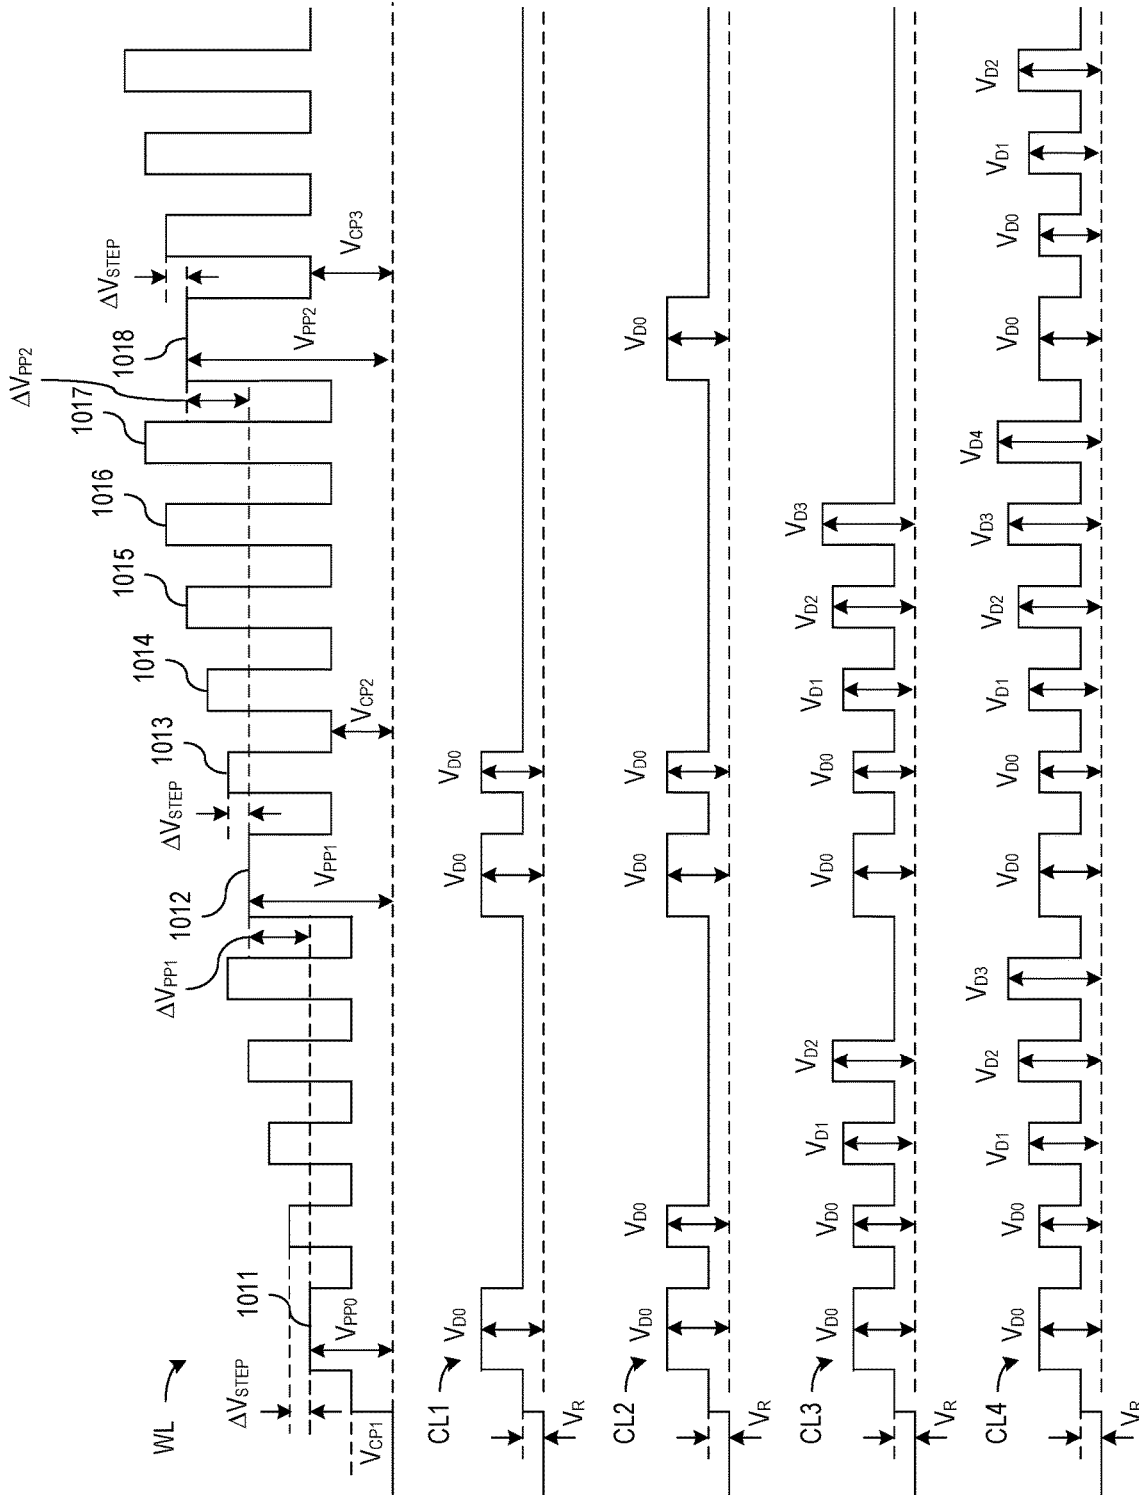 WL
ΔVSTEP
VCP1
1011
VPP0
ΔVPP1
1012
VPP1
ΔVSTEP
1013
VCP2
1014
1015
1016
1017
ΔVPP2
1018
VPP2
ΔVSTEP
VCP3
CL1
VR
VD0
VD0
VD0
CL2
VR
VD0
VD0
VD0
VD0
VD0
CL3
VR
VD0
VD0
VD1
VD2
VD0
VD0
VD1
VD2
VD3
CL4
VR
VD0
VD0
VD1
VD2
VD3
VD0
VD0
VD1
VD2
VD3
VD4
VD0
VD0
VD1
VD2